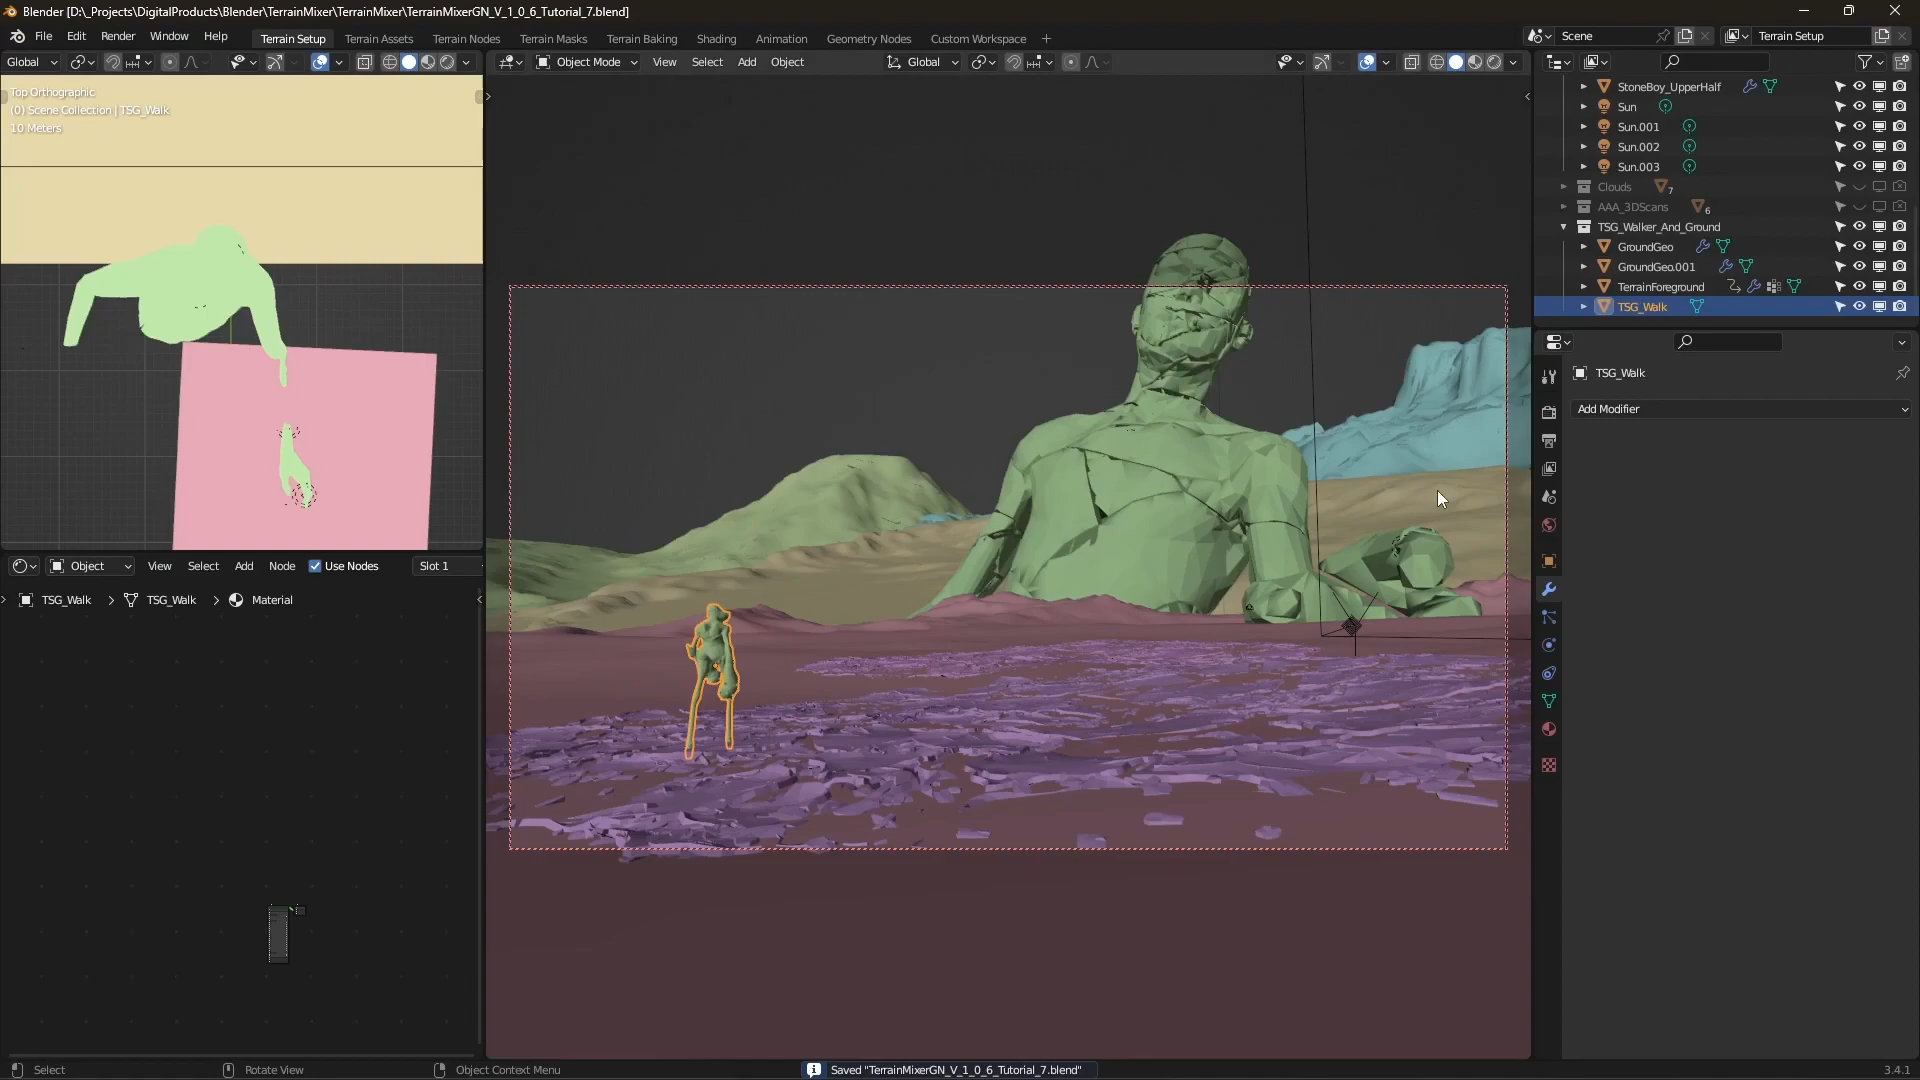 Blender [D:\_Projects\DigitalProducts\Blender\TerrainMixer\TerrainMixer\TerrainMixerGN_V_1_0_6_Tutorial_7.blend]
File Edit Render Window Help Terrain Setup Terrain Assets Terrain Nodes Terrain Masks Terrain Baking Shading Animation Geometry Nodes Custom Workspace + Scene Terrain Setup
Global Object Mode View Select Add Object Global
Top Orthographic
(0) Scene Collection | TSG_Walk
10 Meters
StoneBoy_UpperHalf
Sun
Sun.001
Sun.002
Sun.003
Clouds 7
AAA_3DScans 6
TSG_Walker_And_Ground
GroundGeo
GroundGeo.001
TerrainForeground
TSG_Walk
TSG_Walk
Add Modifier
Object View Select Add Node Use Nodes Slot 1
TSG_Walk > TSG_Walk > Material
Select Rotate View Object Context Menu Saved "TerrainMixerGN_V_1_0_6_Tutorial_7.blend" 3.4.1